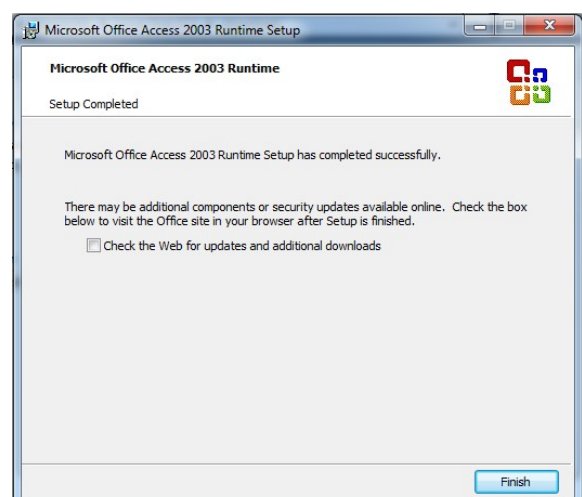 Microsoft Office Access 2003 Runtime Setup
Microsoft Office Access 2003 Runtime
Setup Completed
Microsoft Office Access 2003 Runtime Setup has completed successfully.
There may be additional components or security updates available online. Check the box
below to visit the Office site in your browser after Setup is finished.
Check the Web for updates and additional downloads
Finish